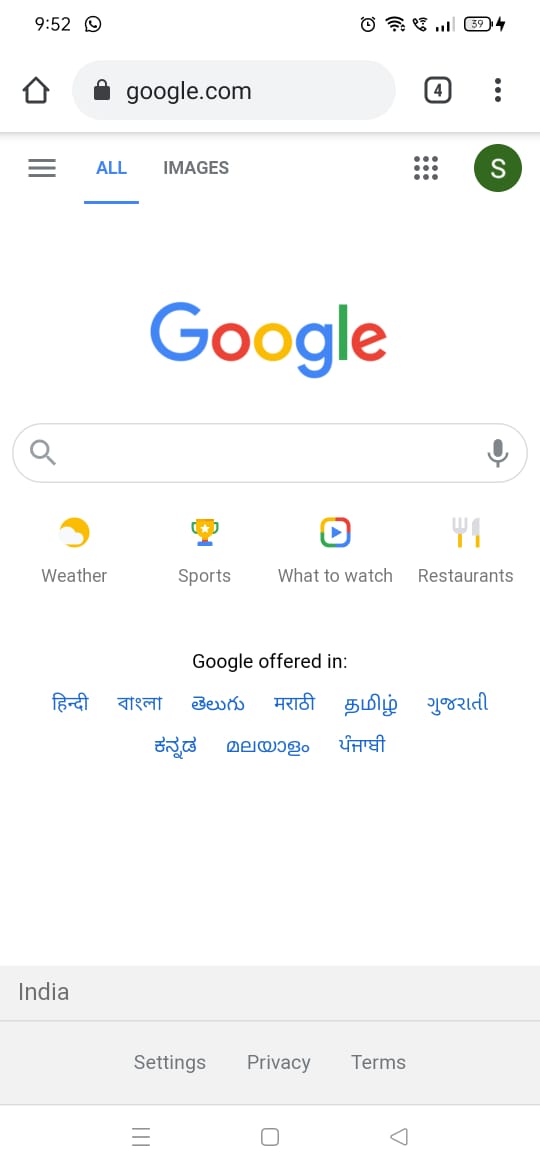 9:52 39
google.com 4
ALL IMAGES S
Google
Weather Sports What to watch Restaurants
Google offered in:
हिन्दी বাংলা తెలుగు मराठी தமிழ் ગુજરાતી
ಕನ್ನಡ മലയാളം ਪੰਜਾਬੀ
India
Settings Privacy Terms